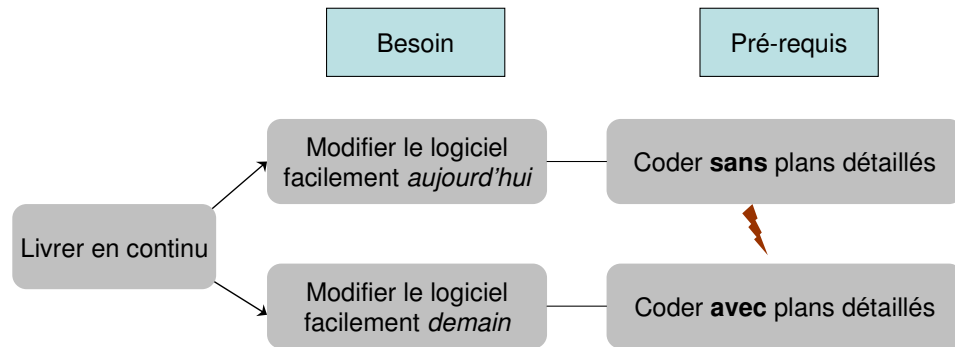 Besoin
Pré-requis
Modifier le logiciel
facilement aujourd'hui
Coder sans plans détaillés
Livrer en continu
Modifier le logiciel
facilement demain
Coder avec plans détaillés